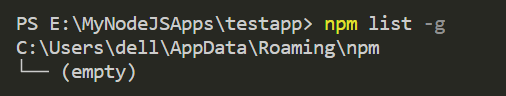 PS E:\MyNodeJSApps\testapp> npm list -g
C:\Users\dell\AppData\Roaming\npm
└── (empty)